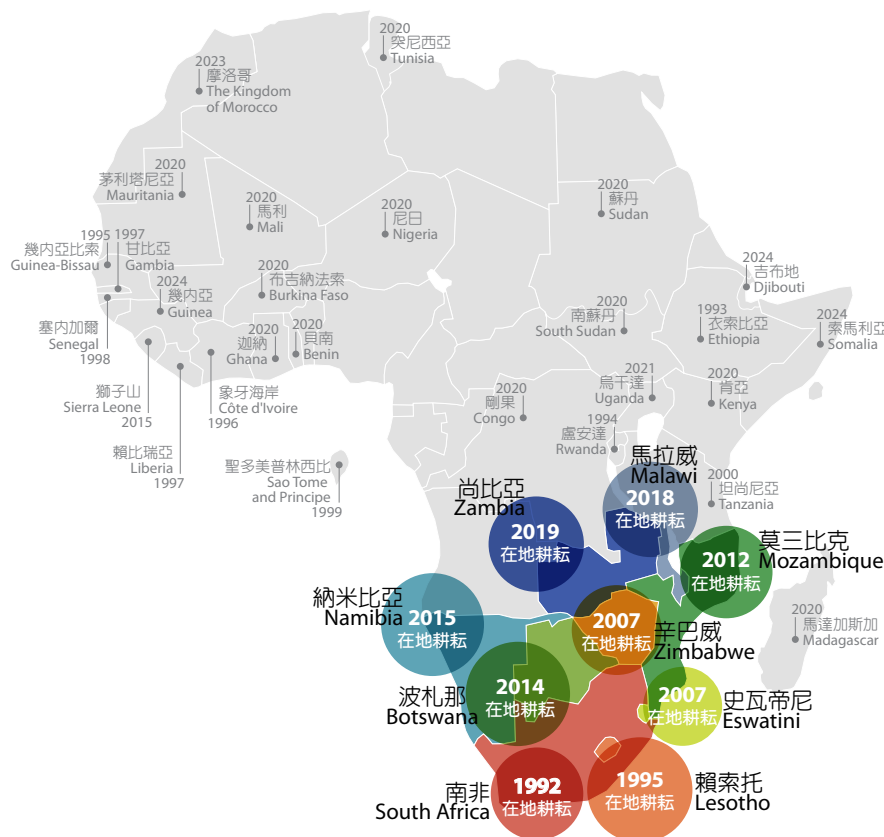 2020
突尼西亞
Tunisia
2023
摩洛哥
The Kingdom
of Morocco
2020
茅利塔尼亞
Mauritania
2020
馬利
Mali
2020
尼日
Nigeria
2020
蘇丹
Sudan
1995
幾內亞比索
Guinea-Bissau
1997
甘比亞
Gambia
2024
幾內亞
Guinea
2020
布吉納法索
Burkina Faso
2024
吉布地
Djibouti
塞內加爾
Senegal
1998
2020
迦納
Ghana
2020
貝南
Benin
2020
南蘇丹
South Sudan
1993
衣索比亞
Ethiopia
2024
索馬利亞
Somalia
獅子山
Sierra Leone
2015
象牙海岸
Côte d'Ivoire
1996
2020
剛果
Congo
2021
烏干達
Uganda
2020
肯亞
Kenya
賴比瑞亞
Liberia
1997
聖多美普林西比
Sao Tome
and Principe
1999
1994
盧安達
Rwanda
2000
坦尚尼亞
Tanzania
馬拉威
Malawi
2018
在地耕耘
尚比亞
Zambia
2019
在地耕耘
莫三比克
Mozambique
2012
在地耕耘
納米比亞
Namibia
2015
在地耕耘
2007
在地耕耘
辛巴威
Zimbabwe
2020
馬達加斯加
Madagascar
波札那
Botswana
2014
在地耕耘
2007
在地耕耘
史瓦帝尼
Eswatini
南非
South Africa
1992
在地耕耘
1995
在地耕耘
賴索托
Lesotho